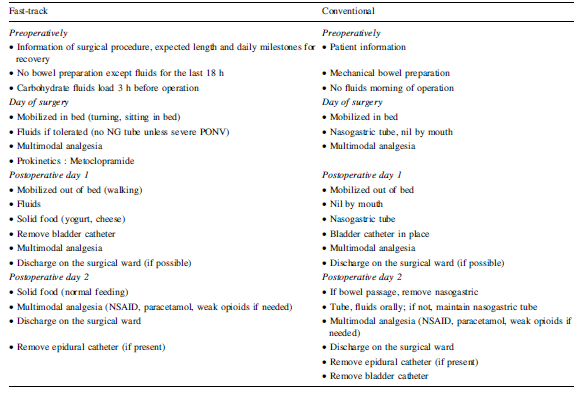 Fast-track
Conventional
Preoperatively
Preoperatively
• Information of surgical procedure, expected length and daily milestones for
recovery
• Patient information
• No bowel preparation except fluids for the last 18 h
• Mechanical bowel preparation
• Carbohydrate fluids load 3 h before operation
• No fluids morning of operation
Day of surgery
Day of surgery
• Mobilized in bed (turning, sitting in bed)
• Mobilized in bed
• Fluids if tolerated (no NG tube unless severe PONV)
• Nasogastric tube, nil by mouth
• Multimodal analgesia
• Multimodal analgesia
• Prokinetics : Metoclopramide
Postoperative day 1
Postoperative day 1
• Mobilized out of bed (walking)
• Mobilized out of bed
• Fluids
• Nil by mouth
• Solid food (yogurt, cheese)
• Nasogastric tube
• Remove bladder catheter
• Bladder catheter in place
• Multimodal analgesia
• Multimodal analgesia
• Discharge on the surgical ward (if possible)
• Discharge on the surgical ward (if possible)
Postoperative day 2
Postoperative day 2
• Solid food (normal feeding)
• If bowel passage, remove nasogastric
• Multimodal analgesia (NSAID, paracetamol, weak opioids if needed)
• Tube, fluids orally; if not, maintain nasogastric tube
• Discharge on the surgical ward
• Multimodal analgesia (NSAID, paracetamol, weak opioids if
needed)
• Discharge on the surgical ward
• Remove epidural catheter (if present)
• Remove epidural catheter (if present)
• Remove bladder catheter